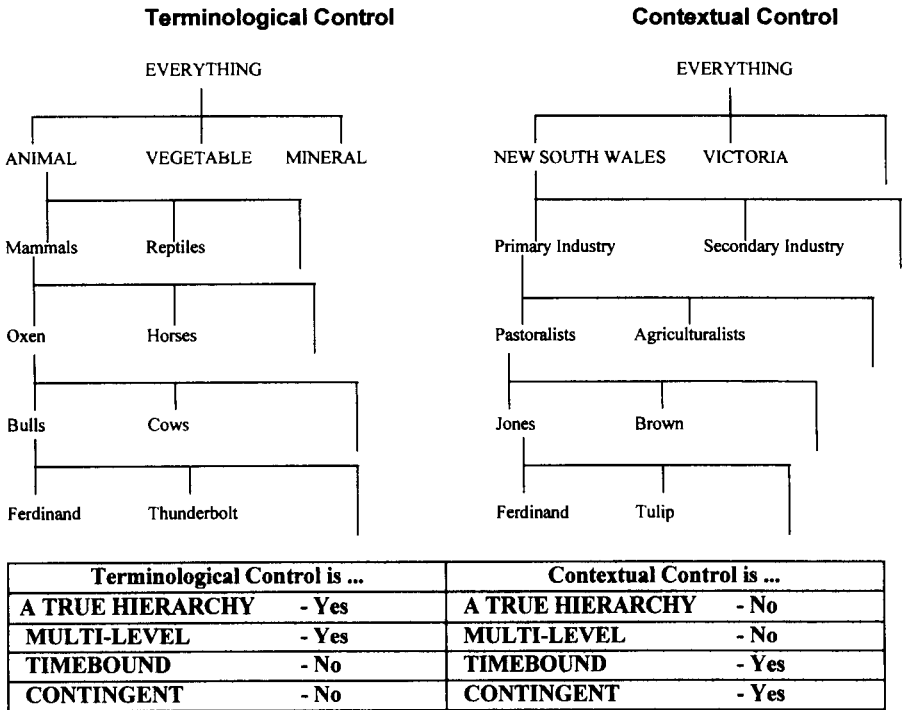 Terminological Control Contextual Control
EVERYTHING EVERYTHING
ANIMAL VEGETABLE MINERAL NEW SOUTH WALES VICTORIA
Mammals Reptiles Primary Industry Secondary Industry
Oxen Horses Pastoralists Agriculturalists
Bulls Cows Jones Brown
Ferdinand Thunderbolt Ferdinand Tulip
Terminological Control is ... Contextual Control is ...
A TRUE HIERARCHY - Yes A TRUE HIERARCHY - No
MULTI-LEVEL - Yes MULTI-LEVEL - No
TIMEBOUND - No TIMEBOUND - Yes
CONTINGENT - No CONTINGENT - Yes